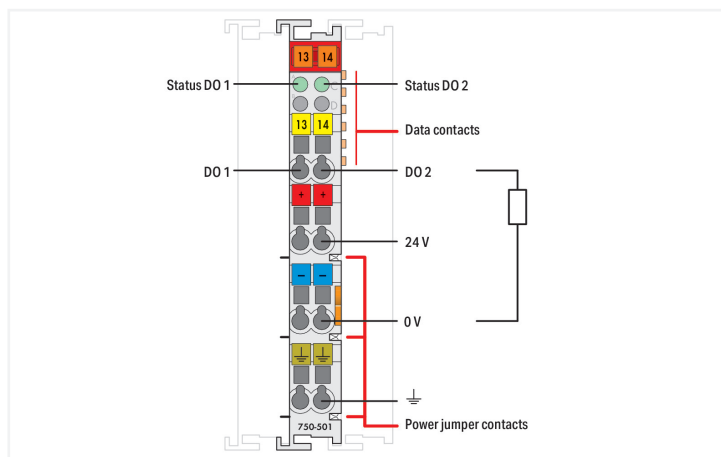 13 14
Status DO 1
Status DO 2
C
D
Data contacts
13 14
DO 1
DO 2
+ +
24 V
– –
0 V
750-501
Power jumper contacts